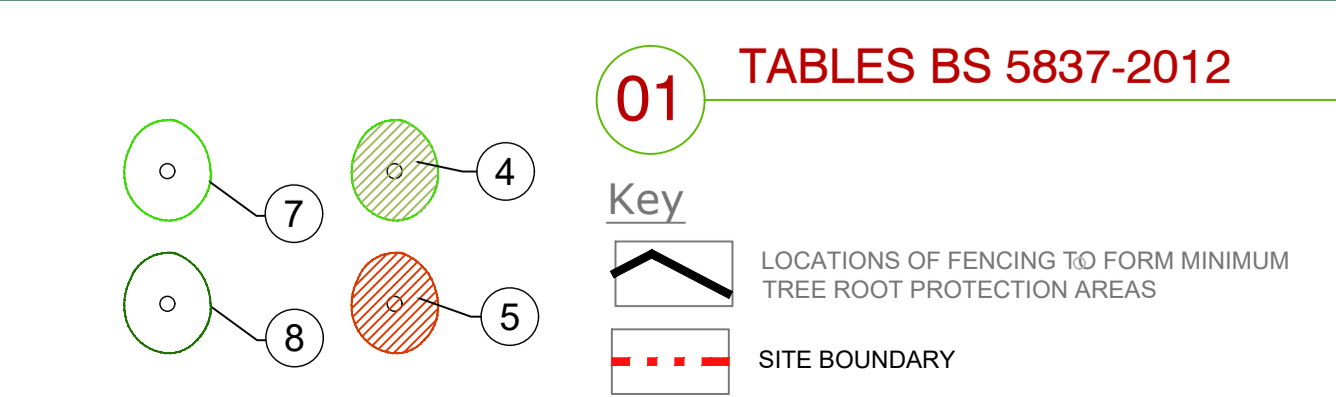 01
TABLES BS 5837-2012
7
4
8
5
Key
LOCATIONS OF FENCING TO FORM MINIMUM
TREE ROOT PROTECTION AREAS
SITE BOUNDARY